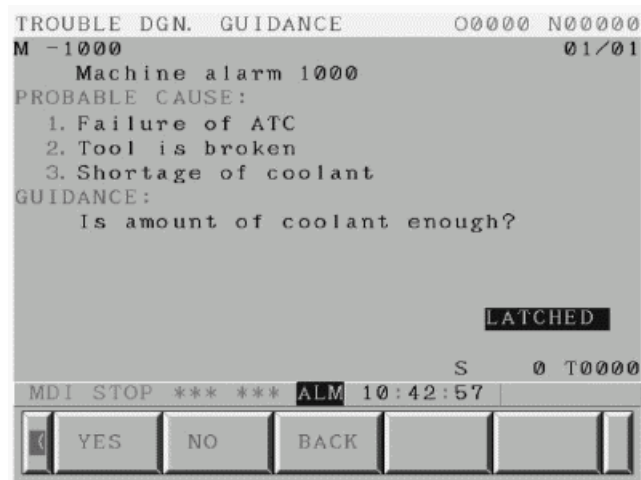 TROUBLE DGN. GUIDANCE O0000 N00000
M -1000 01/01
Machine alarm 1000
PROBABLE CAUSE:
1. Failure of ATC
2. Tool is broken
3. Shortage of coolant
GUIDANCE:
Is amount of coolant enough?
LATCHED
S 0 T0000
MDI STOP *** *** ALM 10:42:57
( YES NO BACK